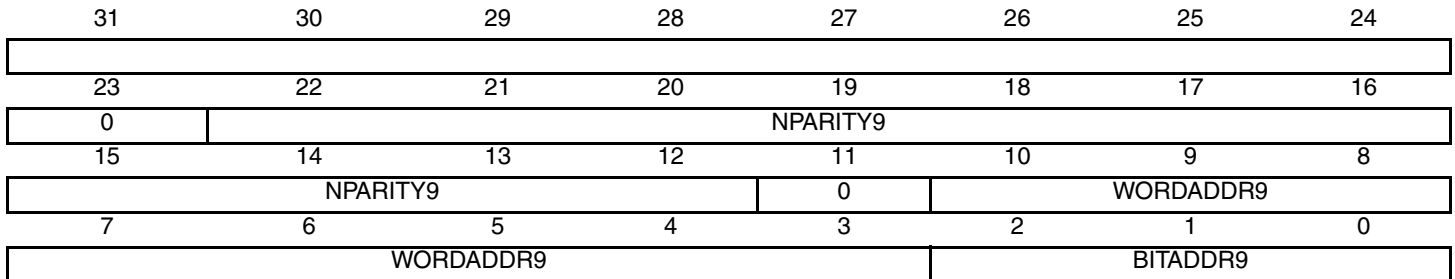 31 30 29 28 27 26 25 24
23 22 21 20 19 18 17 16
0 NPARITY9
15 14 13 12 11 10 9 8
NPARITY9 0 WORDADDR9
7 6 5 4 3 2 1 0
WORDADDR9 BITADDR9